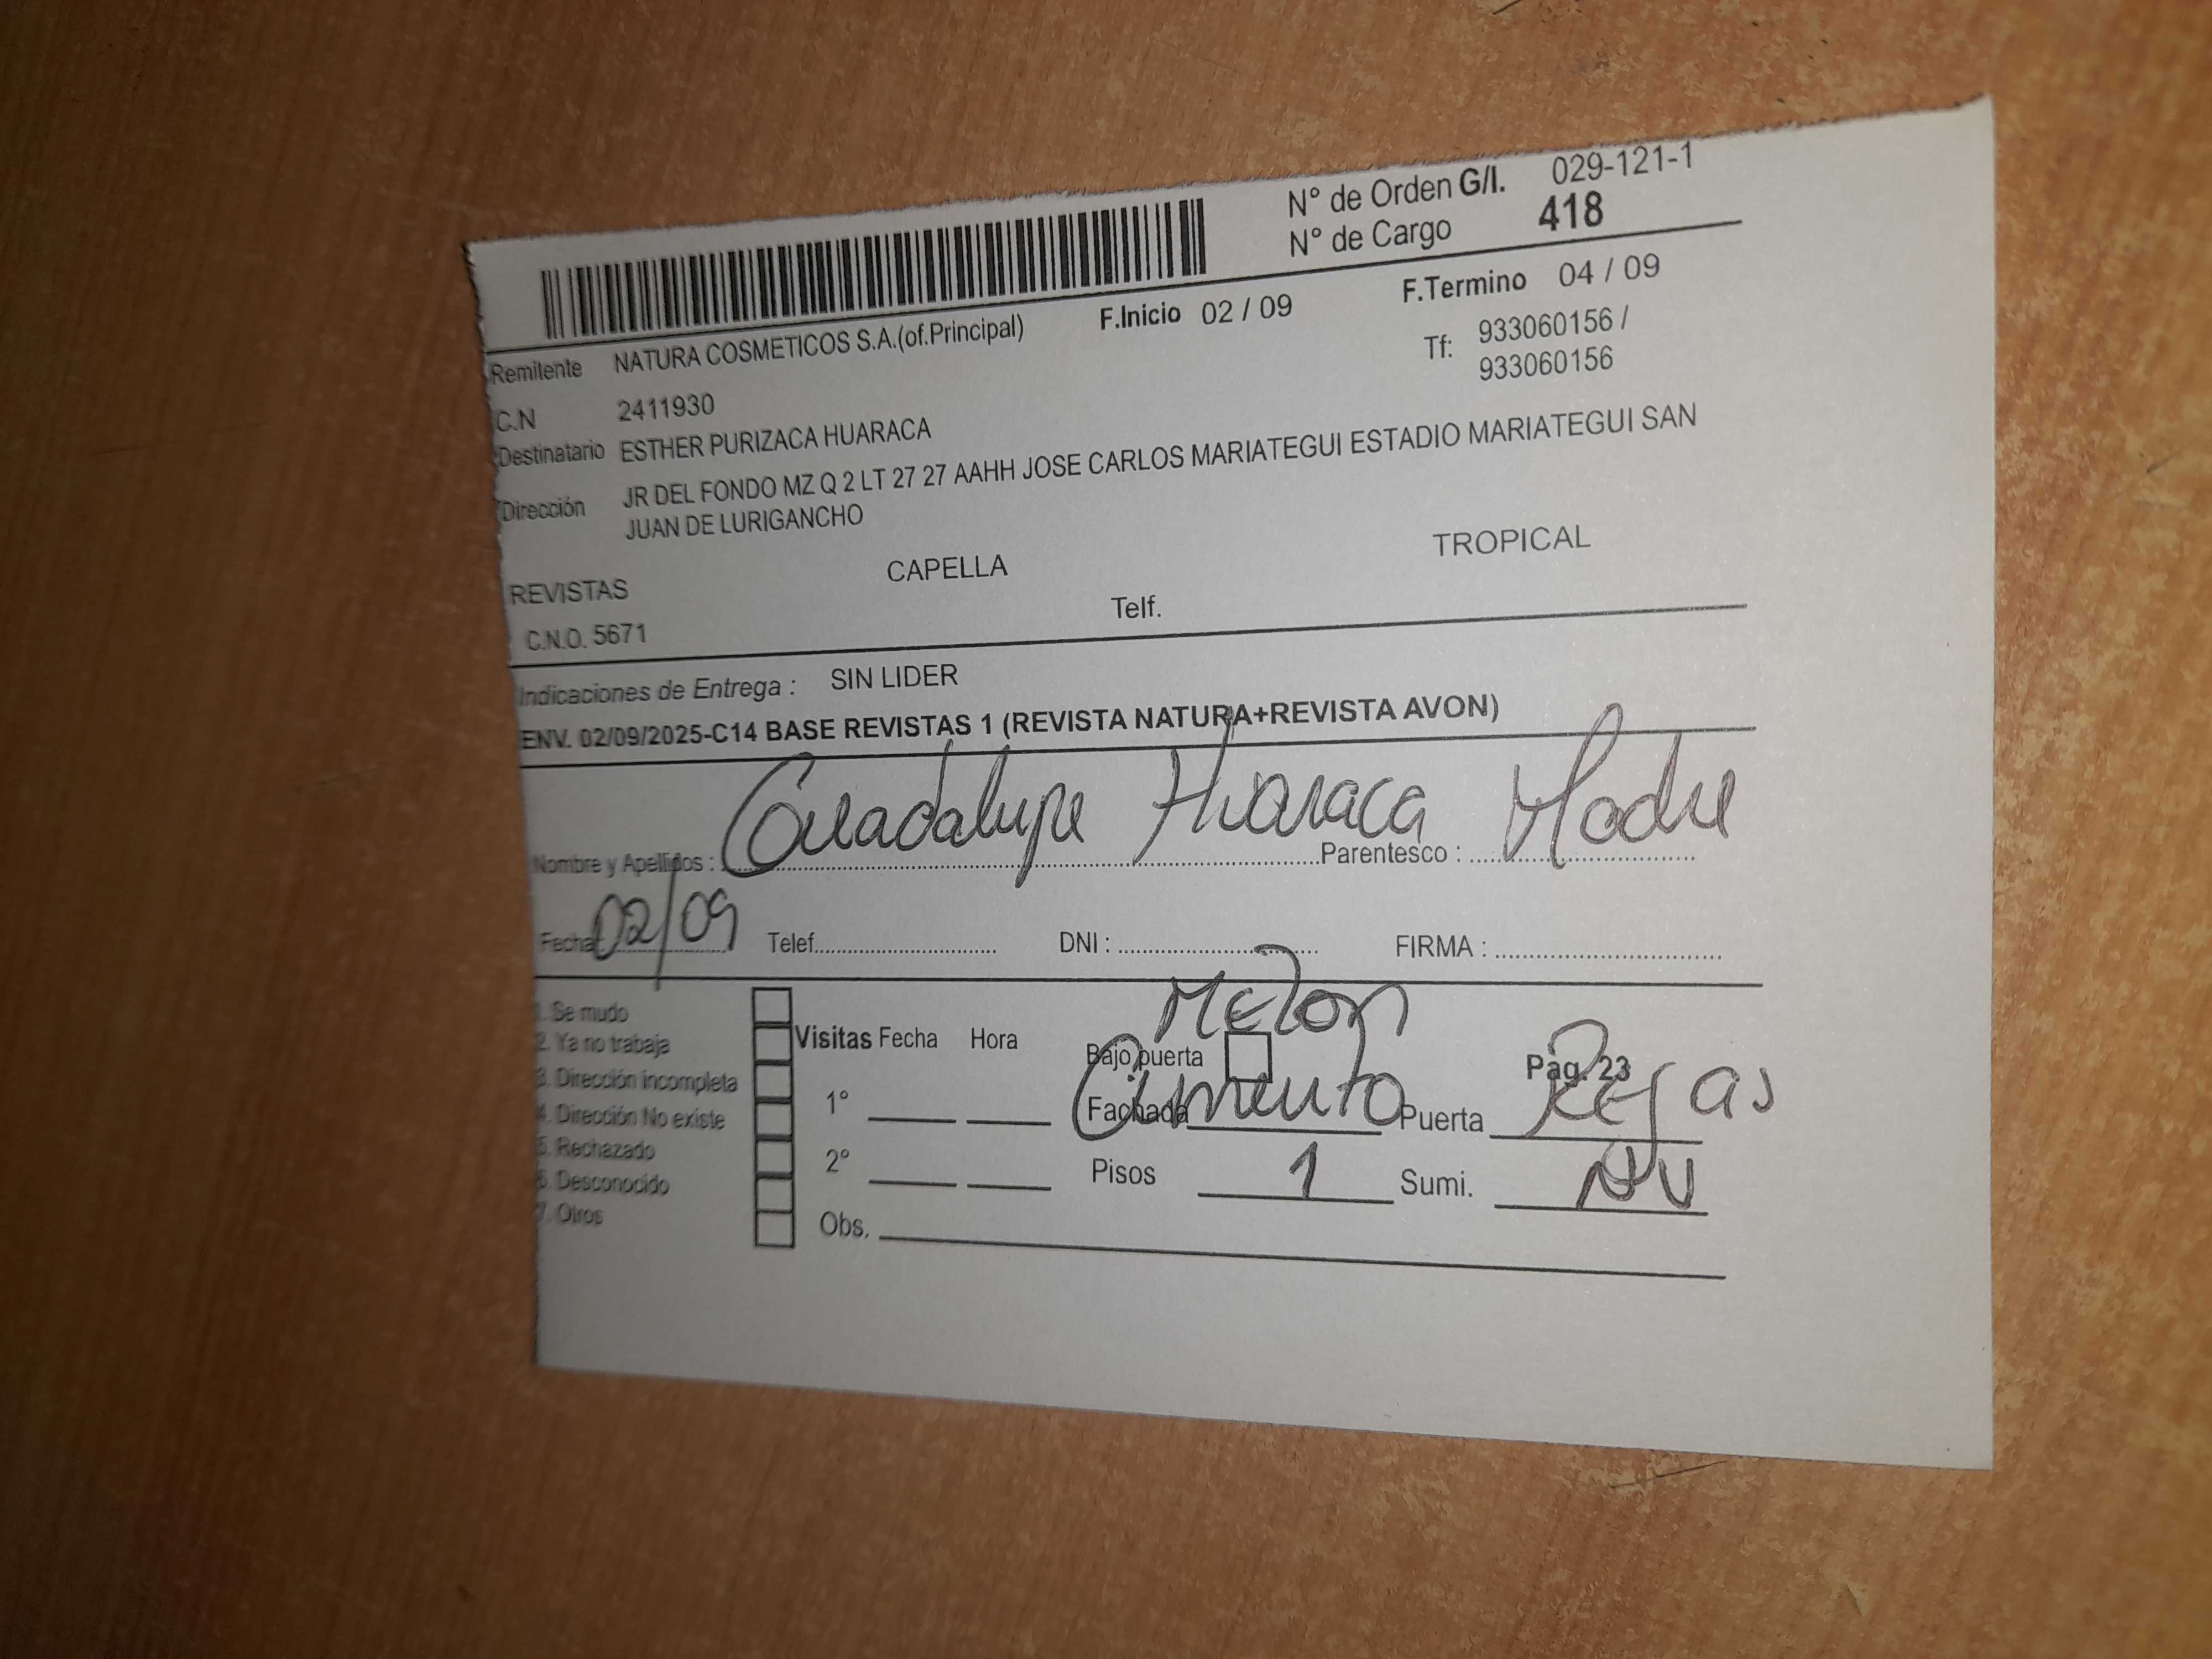 N° de Orden G/I. 029-121-1
N° de Cargo 418
F.Inicio 02 / 09 F.Termino 04 / 09
Remitente NATURA COSMETICOS S.A.(of.Principal) Tf: 933060156 /
933060156
C.N 2411930
Destinatario ESTHER PURIZACA HUARACA
Dirección JR DEL FONDO MZ Q 2 LT 27 27 AAHH JOSE CARLOS MARIATEGUI ESTADIO MARIATEGUI SAN
JUAN DE LURIGANCHO
REVISTAS CAPELLA TROPICAL
C.N.O. 5671 Telf.
Indicaciones de Entrega : SIN LIDER
ENV. 02/09/2025-C14 BASE REVISTAS 1 (REVISTA NATURA+REVISTA AVON)
Nombre y Apellidos : Guadalupe Huaraca Parentesco : Madre
Fecha: 02/09 Telef. DNI : FIRMA :
1. Se mudo
2. Ya no trabaja
3. Dirección incompleta
4. Dirección No existe
5. Rechazado
6. Desconocido
7. Otros
Visitas Fecha Hora
1°
2°
Obs.
Melon
Bajo puerta Pág. 23
Fachada Cimento Puerta Rejas
Pisos 1 Sumi. NV